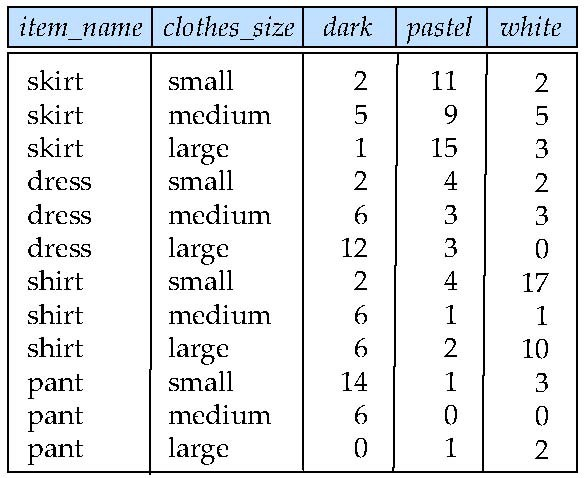 item_name clothes_size dark pastel white
skirt small 2 11 2
skirt medium 5 9 5
skirt large 1 15 3
dress small 2 4 2
dress medium 6 3 3
dress large 12 3 0
shirt small 2 4 17
shirt medium 6 1 1
shirt large 6 2 10
pant small 14 1 3
pant medium 6 0 0
pant large 0 1 2